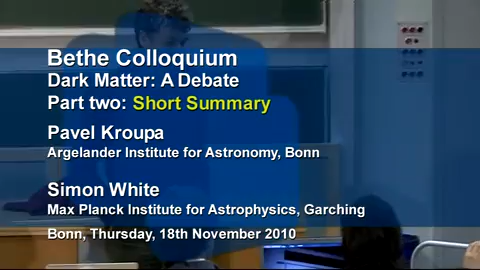 Bethe Colloquium
Dark Matter: A Debate
Part two: Short Summary
Pavel Kroupa
Argelander Institute for Astronomy, Bonn
Simon White
Max Planck Institute for Astrophysics, Garching
Bonn, Thursday, 18th November 2010